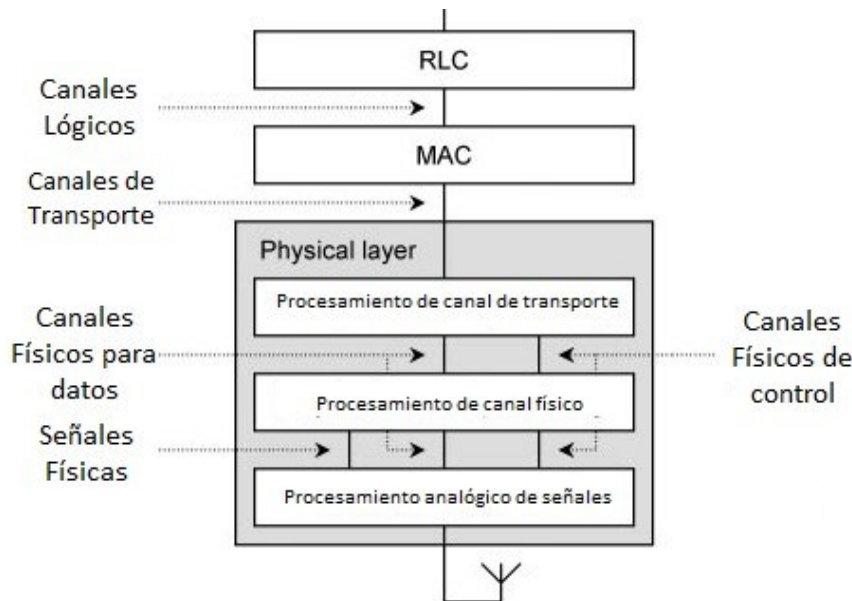 RLC
Canales
Lógicos
MAC
Canales de
Transporte
Physical layer
Procesamiento de canal de transporte
Canales
Físicos para
datos
Canales
Físicos de
control
Procesamiento de canal físico
Señales
Físicas
Procesamiento analógico de señales